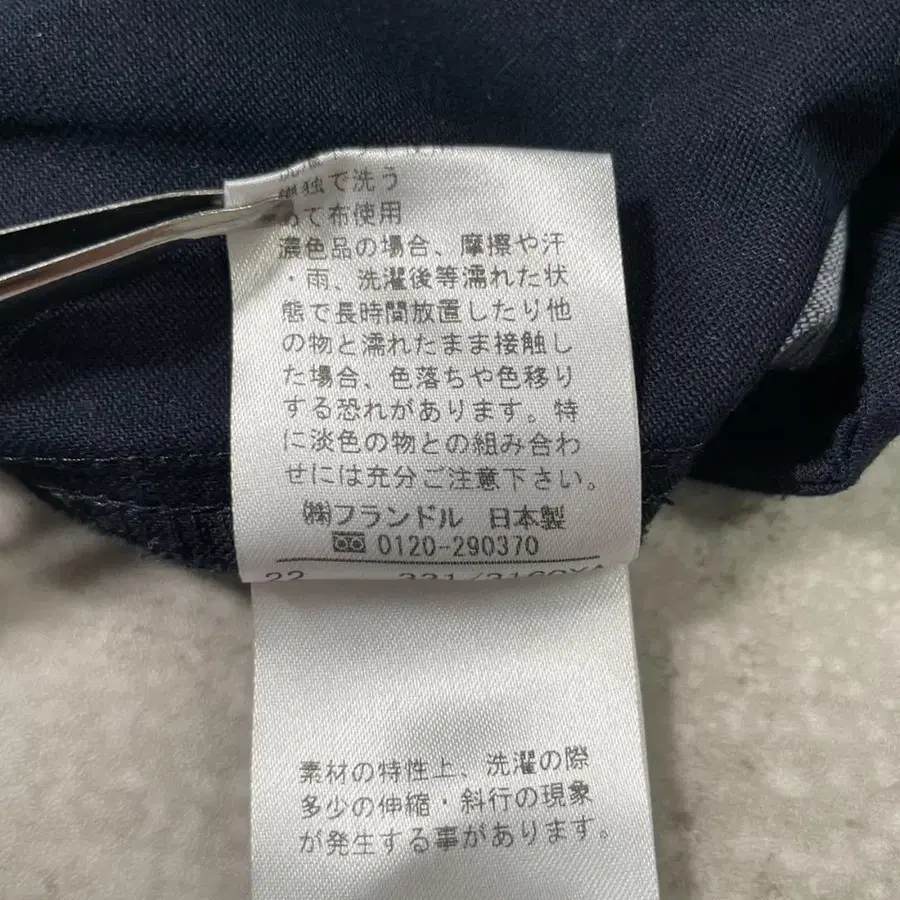 単独で洗う
あて布使用
濃色品の場合、摩擦や汗
・雨、洗濯後等濡れた状
態で長時間放置したり他
の物と濡れたまま接触し
た場合、色落ちや色移り
する恐れがあります。特
に淡色の物との組み合わ
せには充分ご注意下さい。
㈱フランドル 日本製
0120-290370
22
素材の特性上、洗濯の際
多少の伸縮・斜行の現象
が発生する事があります。